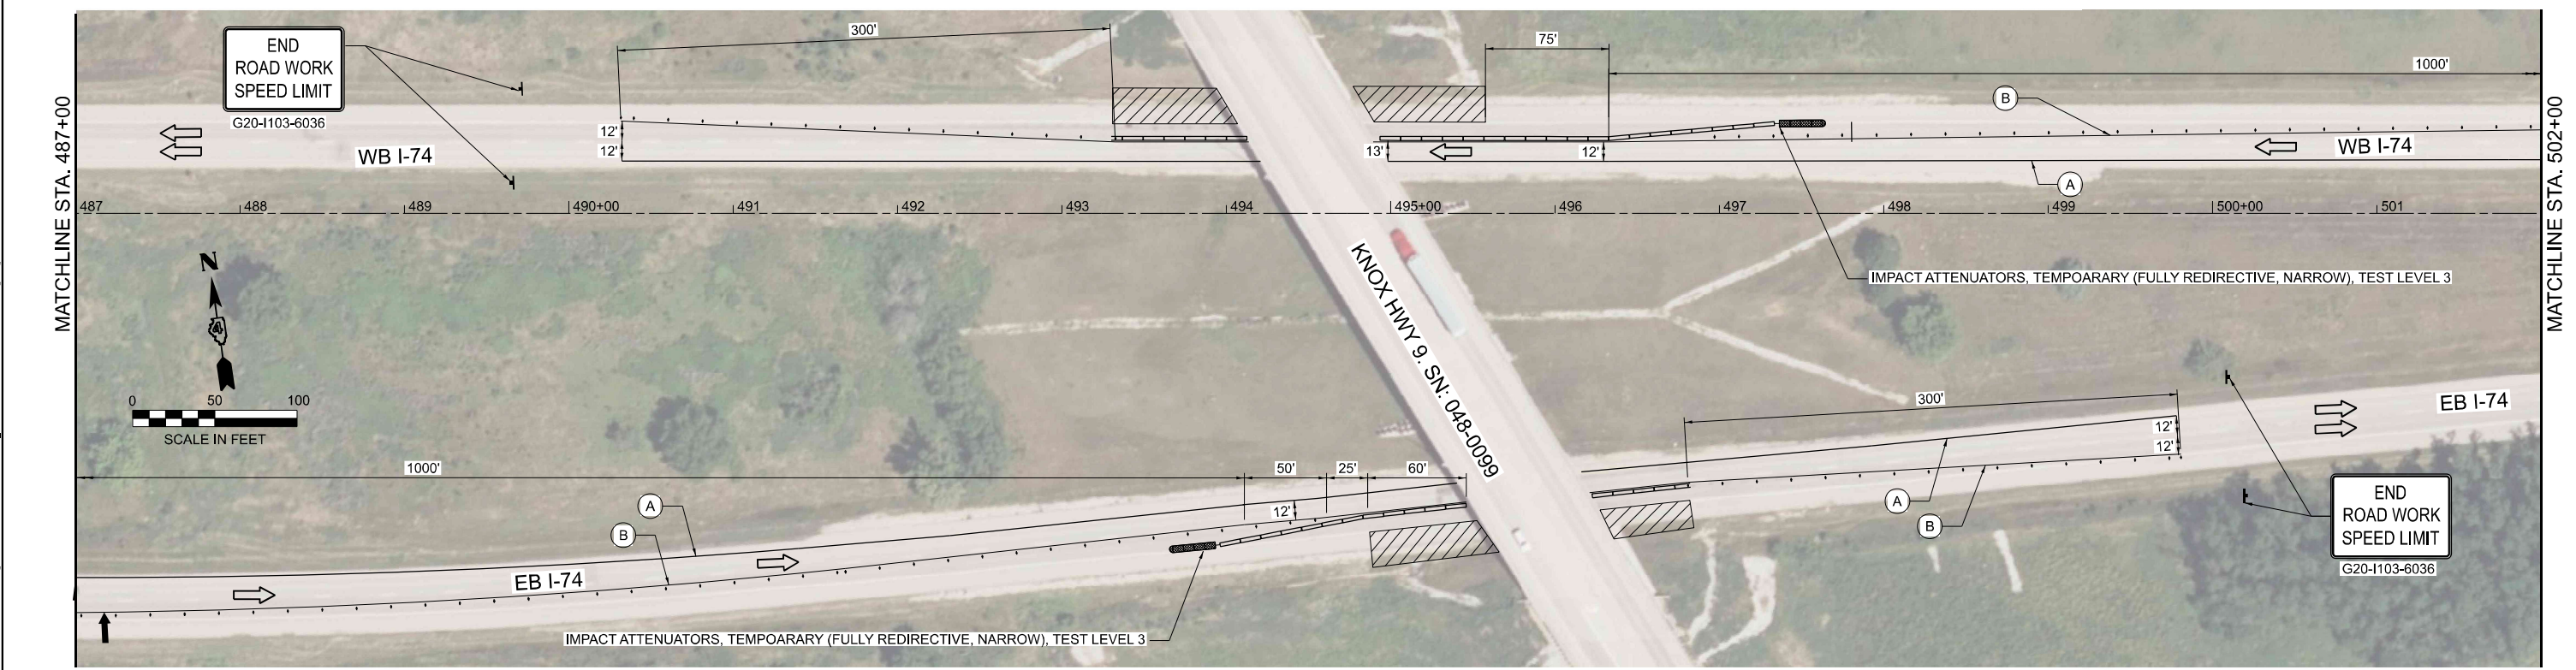 END
ROAD WORK
SPEED LIMIT
G20-I103-6036
300'
75'
1000'
B
12'
12'
WB I-74
13'
12'
WB I-74
A
MATCHLINE STA. 487+00
MATCHLINE STA. 502+00
487 488 489 490+00 491 492 493 494 495+00 496 497 498 499 500+00 501
N
4
IMPACT ATTENUATORS, TEMPOARARY (FULLY REDIRECTIVE, NARROW), TEST LEVEL 3
KNOX HWY 9. SN: 048-0099
0 50 100
SCALE IN FEET
300'
EB I-74
12'
12'
1000'
50'
25'
60'
A
B
12'
EB I-74
A
B
END
ROAD WORK
SPEED LIMIT
G20-I103-6036
IMPACT ATTENUATORS, TEMPOARARY (FULLY REDIRECTIVE, NARROW), TEST LEVEL 3